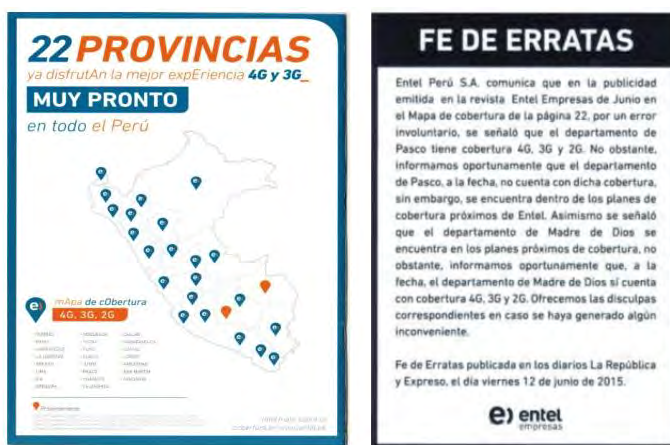 22 PROVINCIAS
ya disfrutAn la mejor expEriencia 4G y 3G_
MUY PRONTO
en todo el Perú
mApa de cObertura
4G, 3G, 2G
FE DE ERRATAS
Entel Perú S.A. comunica que en la publicidad
emitida en la revista Entel Empresas de Junio en
el Mapa de cobertura de la página 22, por un error
involuntario, se señaló que el departamento de
Pasco tiene cobertura 4G, 3G y 2G. No obstante,
informamos oportunamente que el departamento
de Pasco, a la fecha, no cuenta con dicha cobertura,
sin embargo, se encuentra dentro de los planes de
cobertura próximos de Entel. Asimismo se señaló
que el departamento de Madre de Dios se
encuentra en los planes próximos de cobertura, no
obstante, informamos oportunamente que, a la
fecha, el departamento de Madre de Dios sí cuenta
con cobertura 4G, 3G y 2G. Ofrecemos las disculpas
correspondientes en caso se haya generado algún
inconveniente.
Fe de Erratas publicada en los diarios La República
y Expreso, el día viernes 12 de junio de 2015.
e) entel
empresas